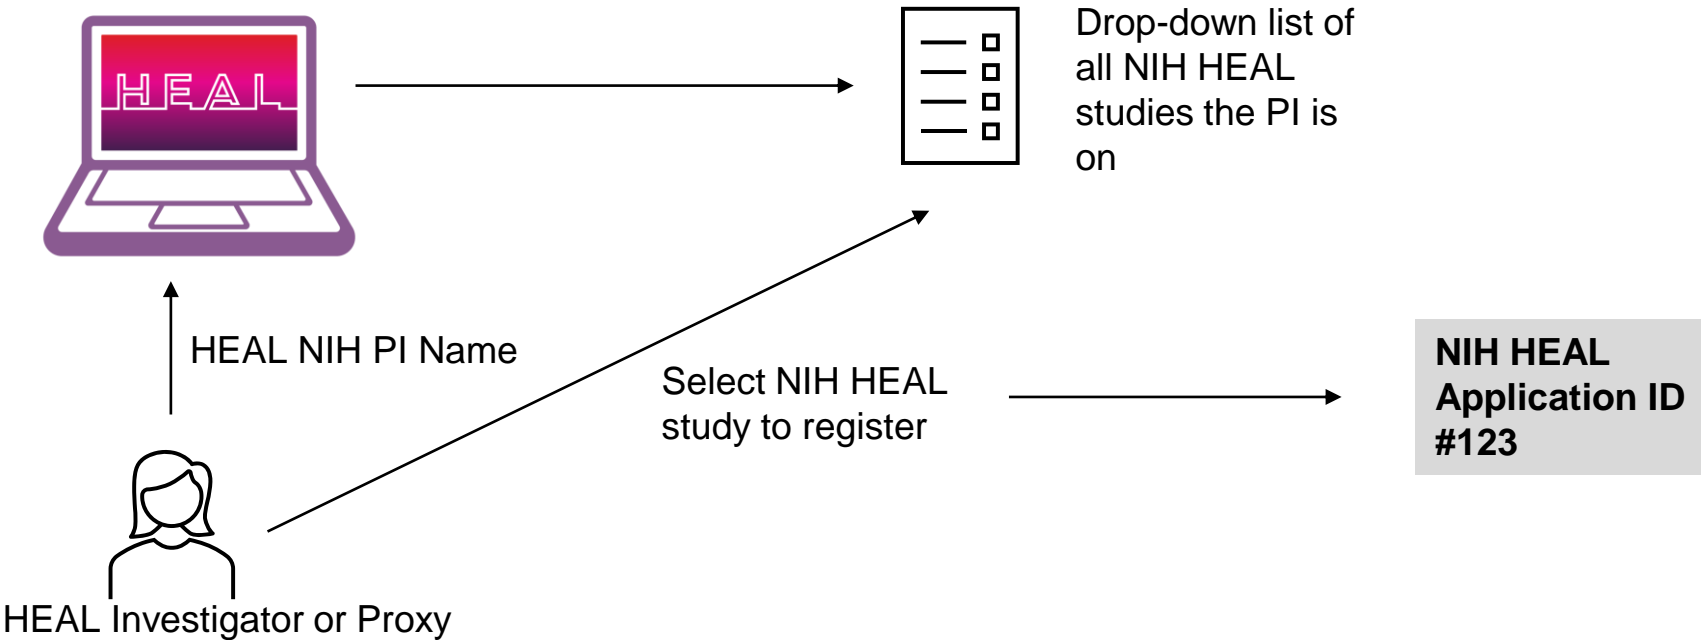 HEAL
Drop-down list of
all NIH HEAL
studies the PI is
on
HEAL NIH PI Name
Select NIH HEAL
study to register
NIH HEAL
Application ID
#123
HEAL Investigator or Proxy